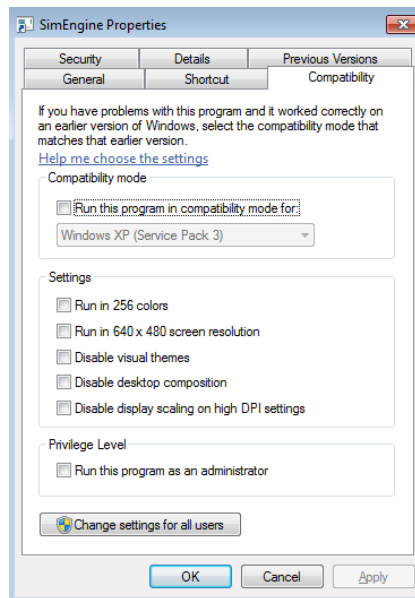 SimEngine Properties
Security Details Previous Versions
General Shortcut Compatibility
If you have problems with this program and it worked correctly on
an earlier version of Windows, select the compatibility mode that
matches that earlier version.
Help me choose the settings
Compatibility mode
Run this program in compatibility mode for:
Windows XP (Service Pack 3)
Settings
Run in 256 colors
Run in 640 x 480 screen resolution
Disable visual themes
Disable desktop composition
Disable display scaling on high DPI settings
Privilege Level
Run this program as an administrator
Change settings for all users
OK Cancel Apply